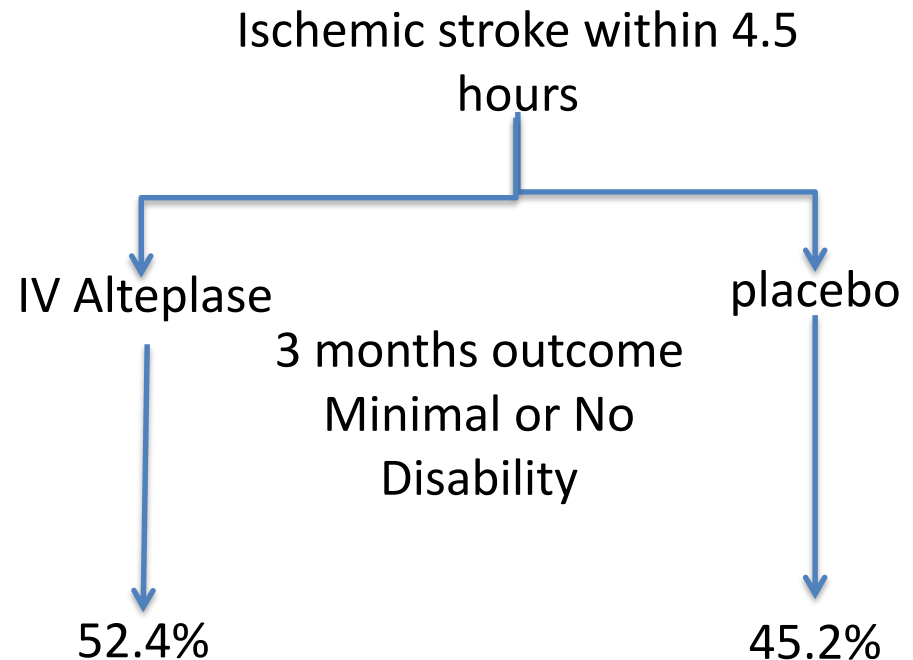 Ischemic stroke within 4.5
hours
IV Alteplase
placebo
3 months outcome
Minimal or No
Disability
52.4%
45.2%